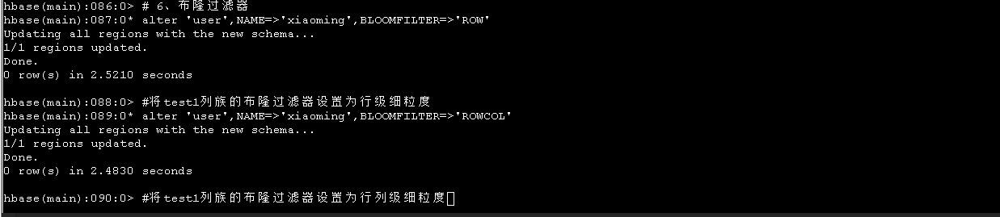 hbase(main):086:0> # 6、布隆过滤器
hbase(main):087:0* alter 'user',NAME=>'xiaoming',BLOOMFILTER=>'ROW'
Updating all regions with the new schema...
1/1 regions updated.
Done.
0 row(s) in 2.5210 seconds
hbase(main):088:0> #将test1列族的布隆过滤器设置为行级细粒度
hbase(main):089:0* alter 'user',NAME=>'xiaoming',BLOOMFILTER=>'ROWCOL'
Updating all regions with the new schema...
1/1 regions updated.
Done.
0 row(s) in 2.4830 seconds
hbase(main):090:0> #将test1列族的布隆过滤器设置为行列级细粒度